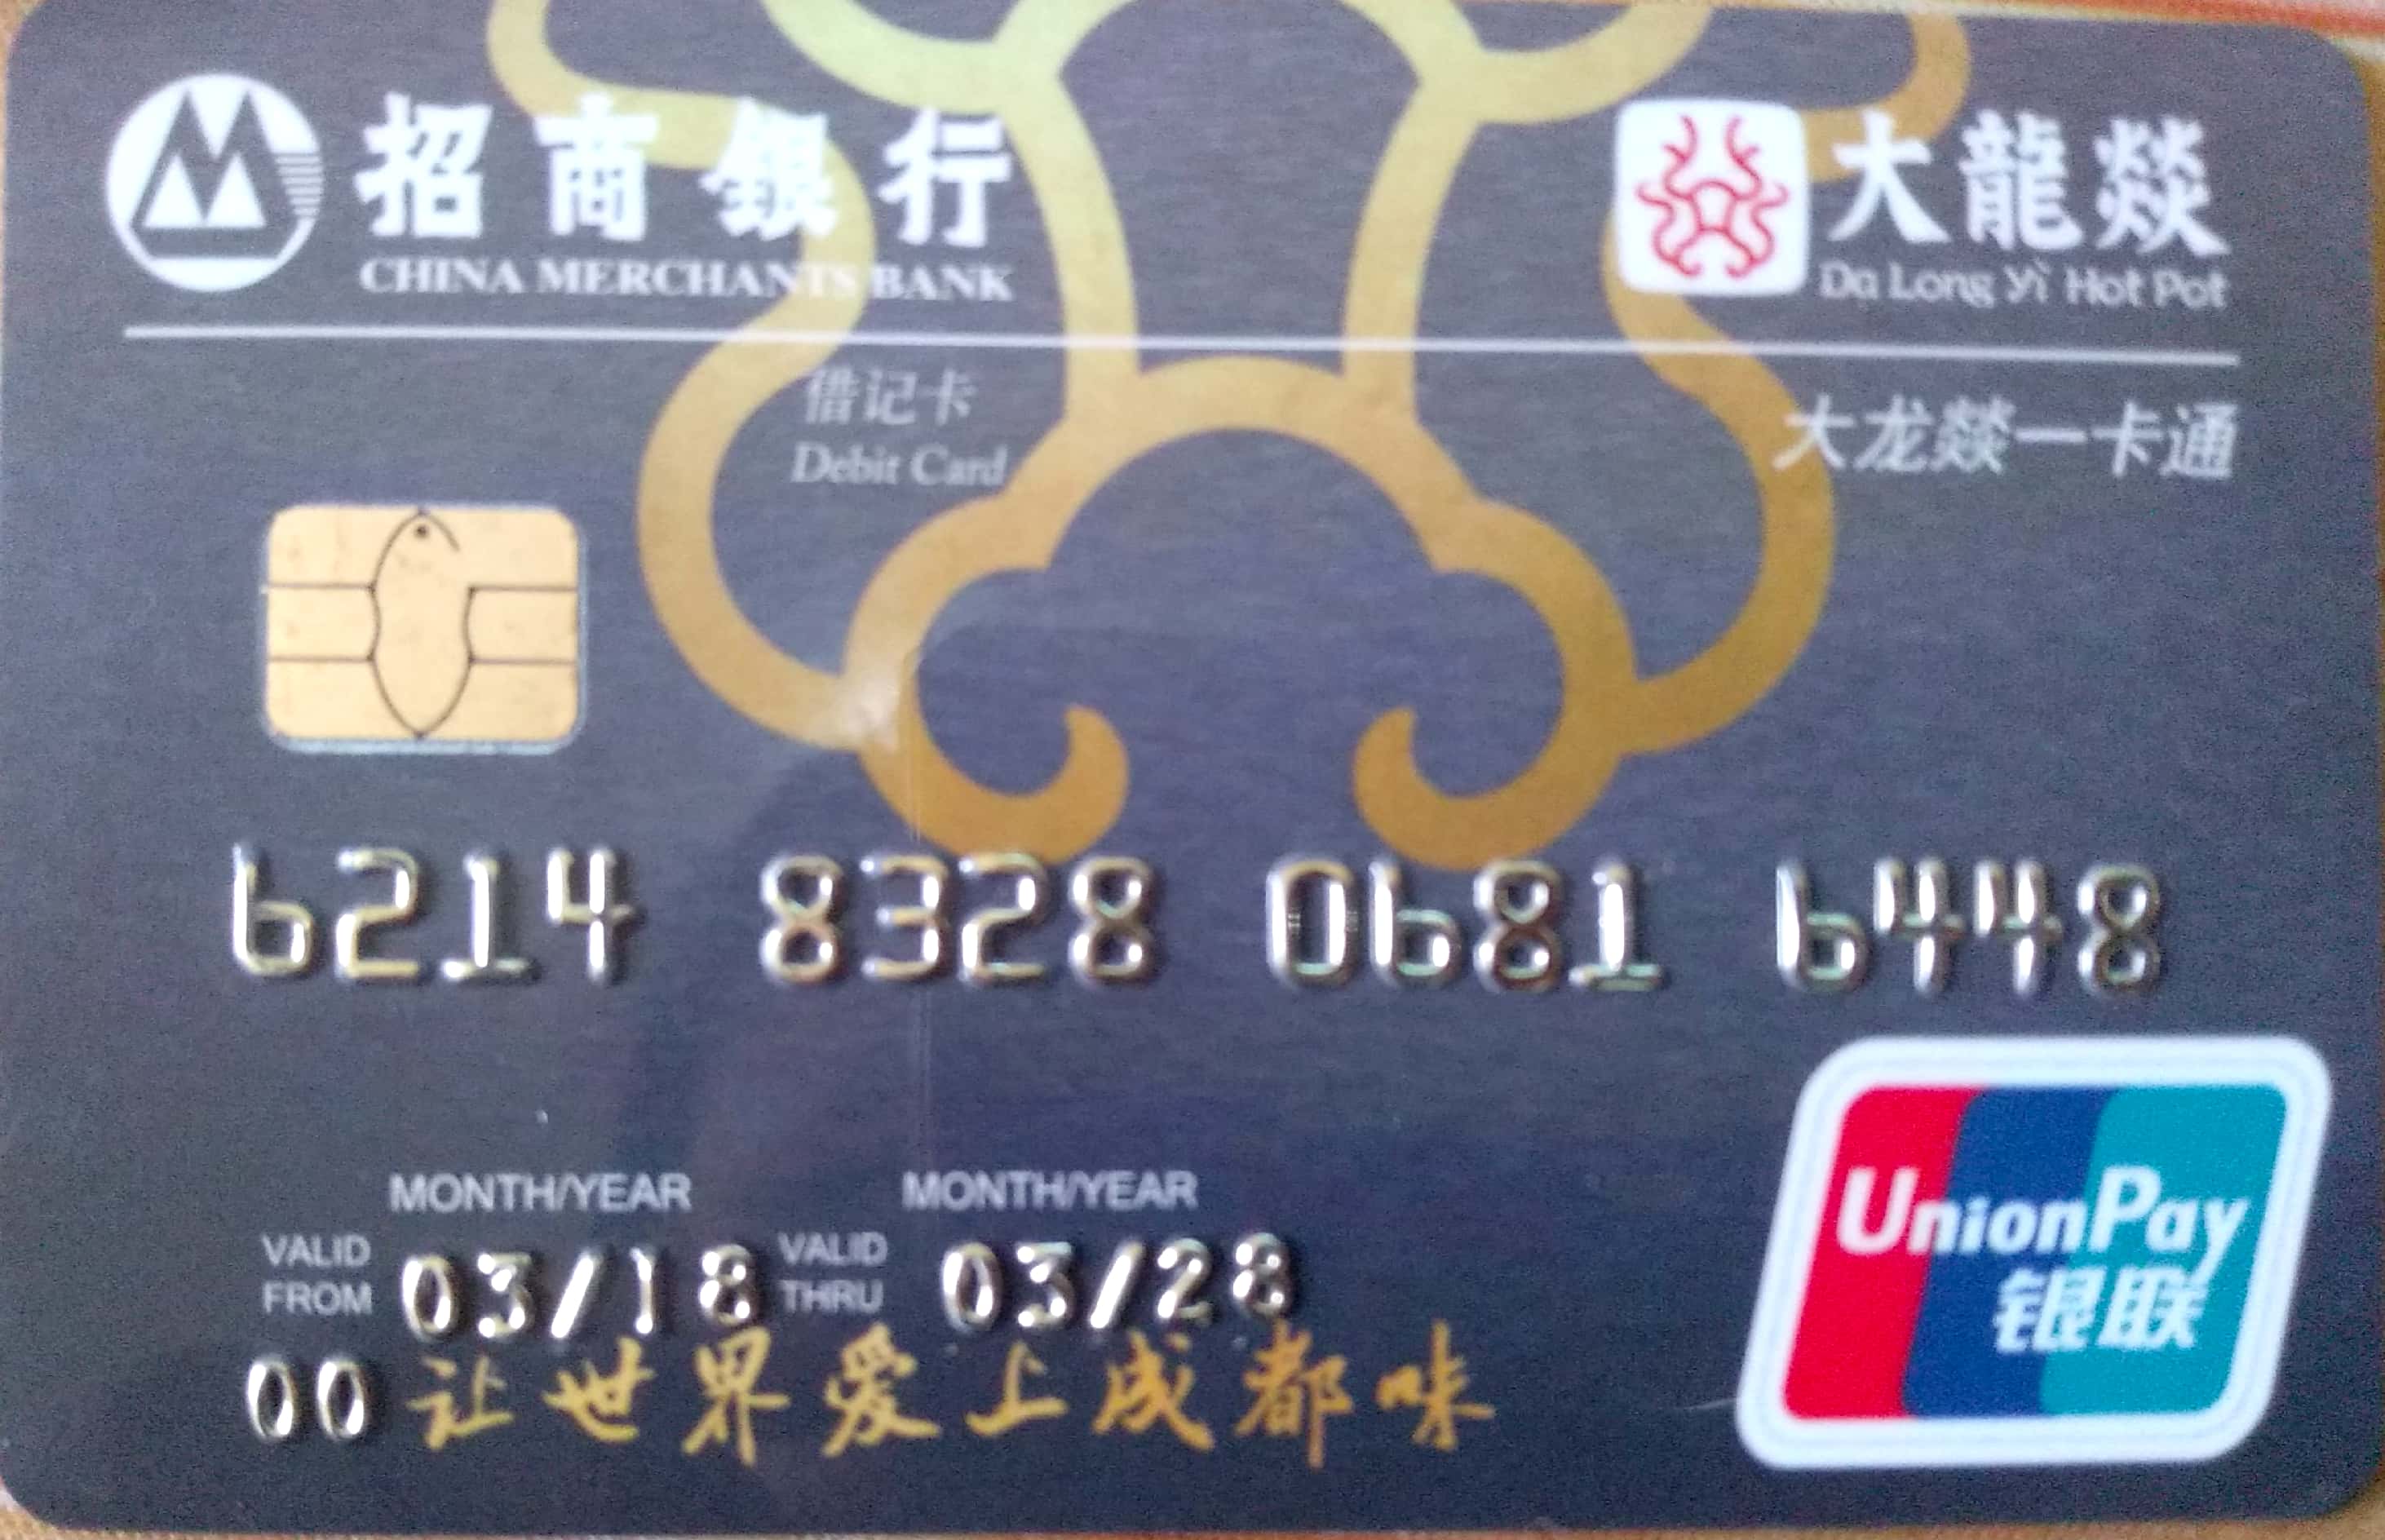 招商银行
CHINA MERCHANTS BANK
大龍燚
Da Long Yi Hot Pot
借记卡
Debit Card
大龙燚一卡通
6214 8328 0681 6448
MONTH/YEAR MONTH/YEAR
VALID FROM 03/18 VALID THRU 03/28
00 让世界爱上成都味
UnionPay
银联